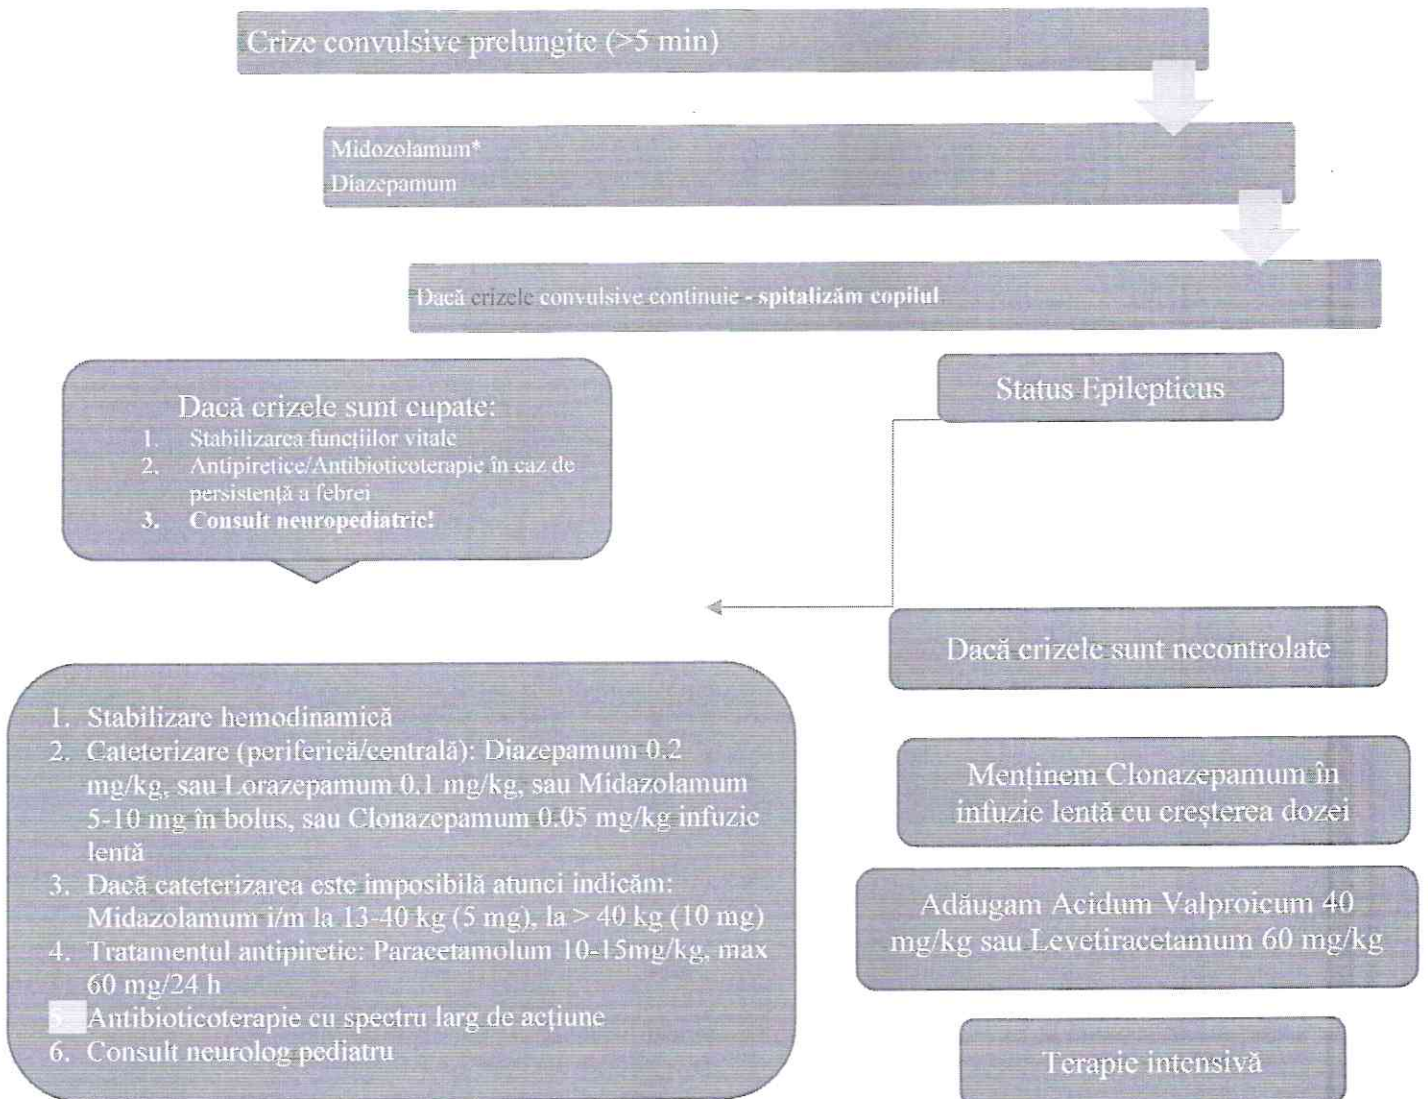 Crize convulsive prelungite (>5 min)
Midozolamum*
Diazepamum
Dacă crizele convulsive continuie - spitalizăm copilul
Dacă crizele sunt cupate:
1. Stabilizarea funcțiilor vitale
2. Antipiretice/Antibioticoterapie în caz de
persistență a febrei
3. Consult neuropediatric!
Status Epilepticus
Dacă crizele sunt necontrolate
1. Stabilizare hemodinamică
2. Cateterizare (periferică/centrală): Diazepamum 0.2
mg/kg, sau Lorazepamum 0.1 mg/kg, sau Midazolamum
5-10 mg în bolus, sau Clonazepamum 0.05 mg/kg infuzie
lentă
3. Dacă cateterizarea este imposibilă atunci indicăm:
Midazolamum i/m la 13-40 kg (5 mg), la > 40 kg (10 mg)
4. Tratamentul antipiretic: Paracetamolum 10-15mg/kg, max
60 mg/24 h
5. Antibioticoterapie cu spectru larg de acțiune
6. Consult neurolog pediatru
Menținem Clonazepamum în
infuzie lentă cu creșterea dozei
Adăugam Acidum Valproicum 40
mg/kg sau Levetiracetamum 60 mg/kg
Terapie intensivă